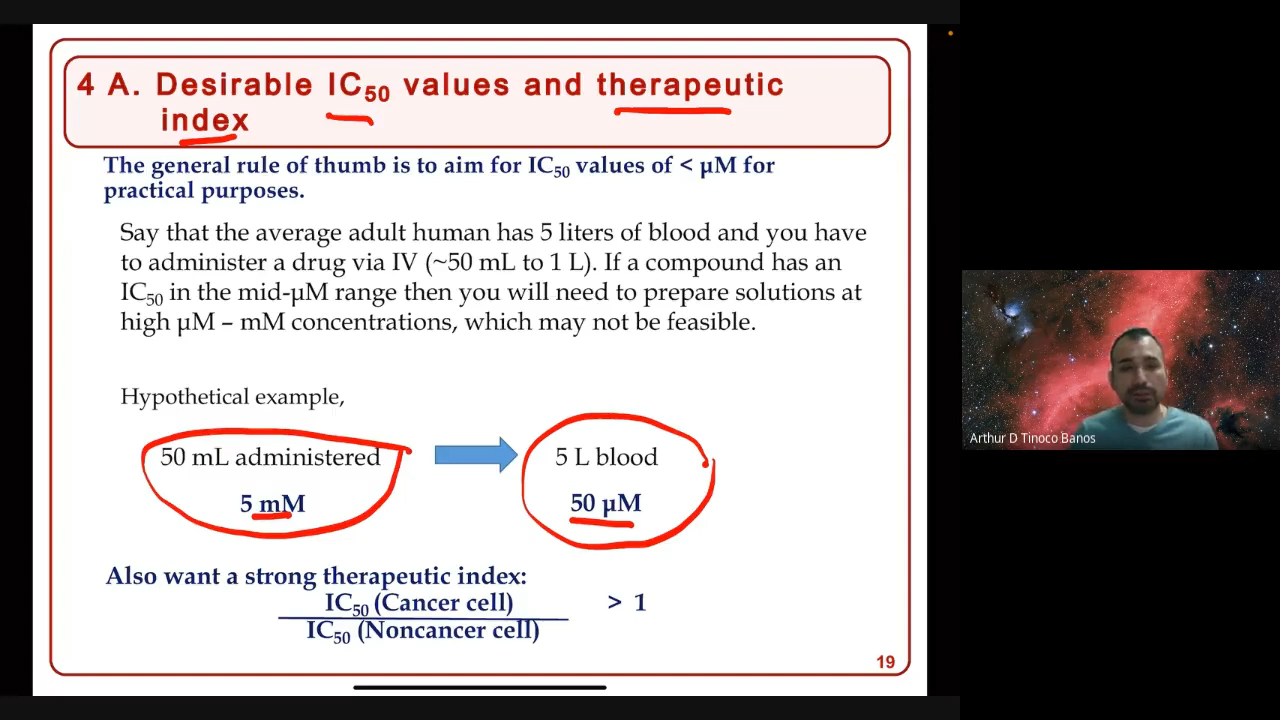 4 A. Desirable IC50 values and therapeutic
index
The general rule of thumb is to aim for IC50 values of < µM for
practical purposes.
Say that the average adult human has 5 liters of blood and you have
to administer a drug via IV (~50 mL to 1 L). If a compound has an
IC50 in the mid-µM range then you will need to prepare solutions at
high µM – mM concentrations, which may not be feasible.
Hypothetical example,
50 mL administered
5 mM
5 L blood
50 µM
Also want a strong therapeutic index:
IC50 (Cancer cell)
IC50 (Noncancer cell)
> 1
19
Arthur D Tinoco Banos